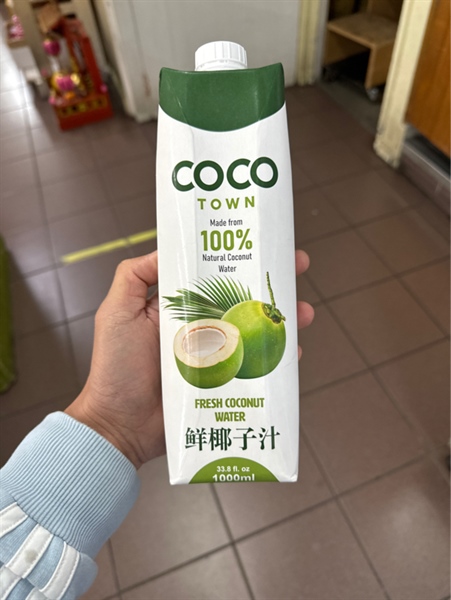 COCO
TOWN
Made from
100%
Natural Coconut
Water
FRESH COCONUT
WATER
鲜椰子汁
33.8 fl. oz
1000ml